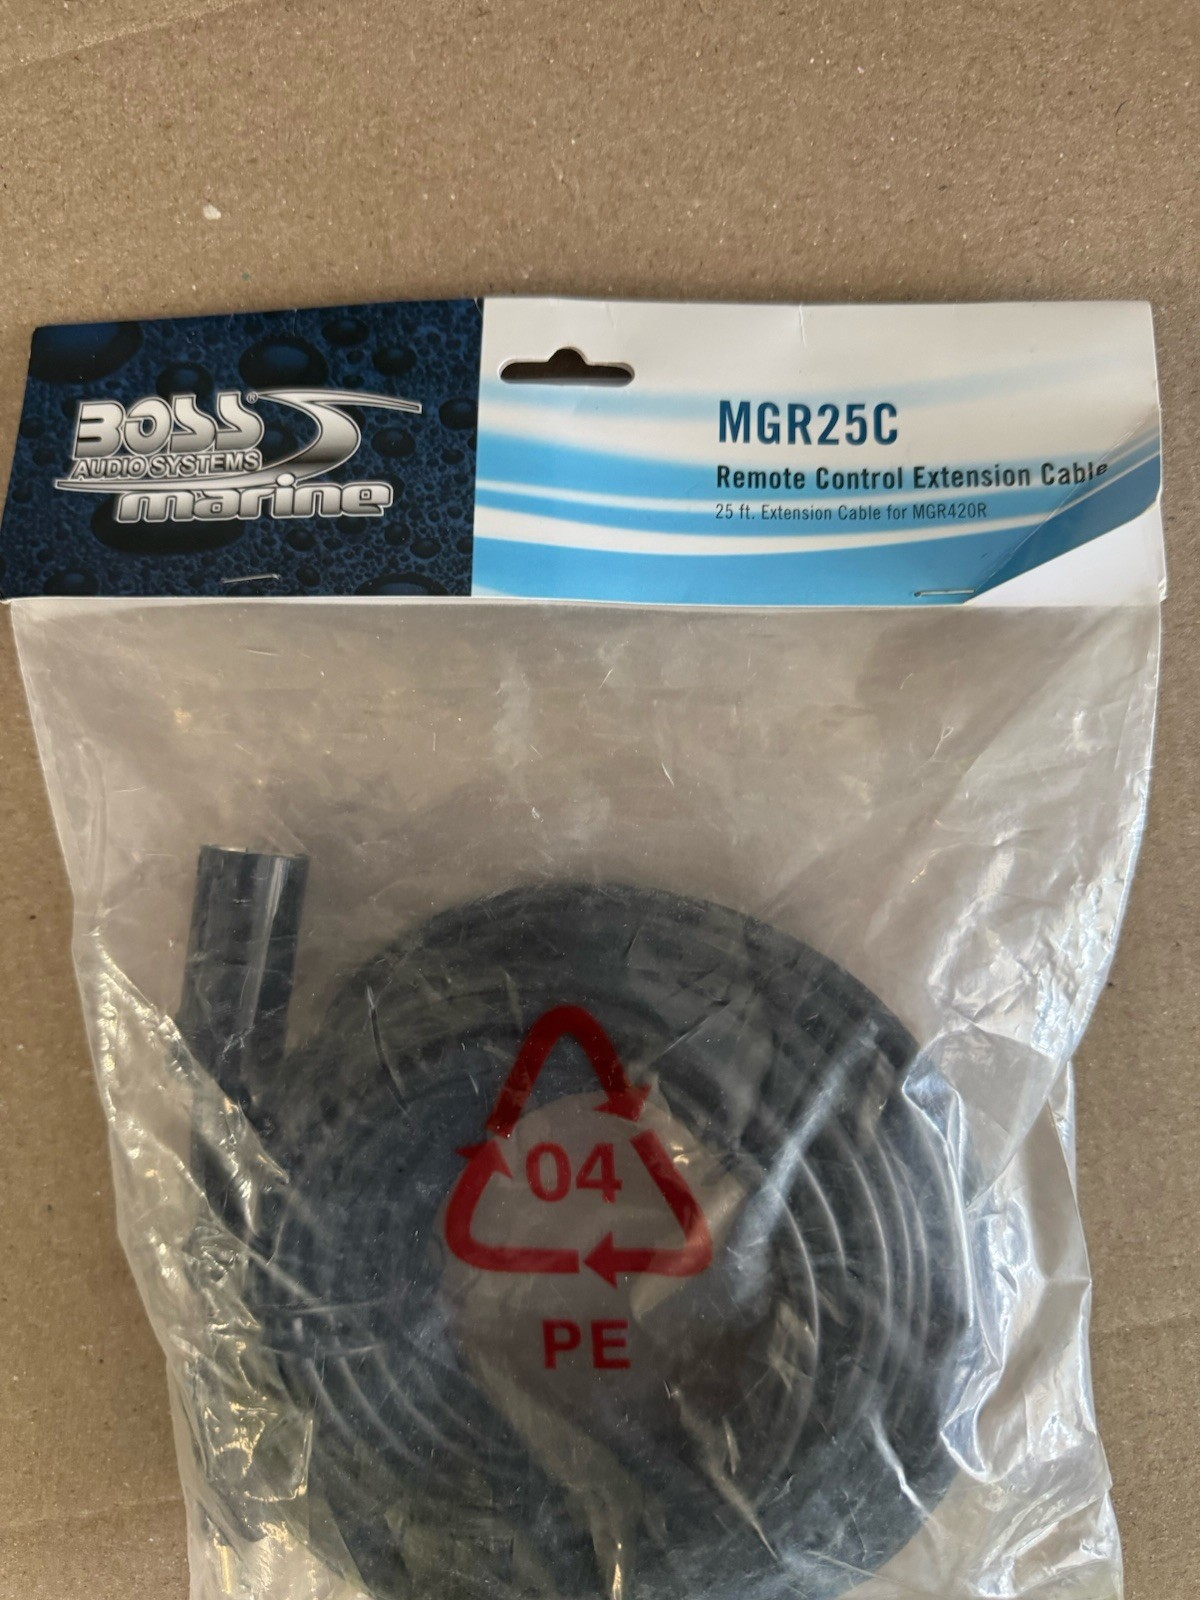 BOSS®
AUDIO SYSTEMS
marine
MGR25C
Remote Control Extension Cable
25 ft. Extension Cable for MGR420R
04
PE